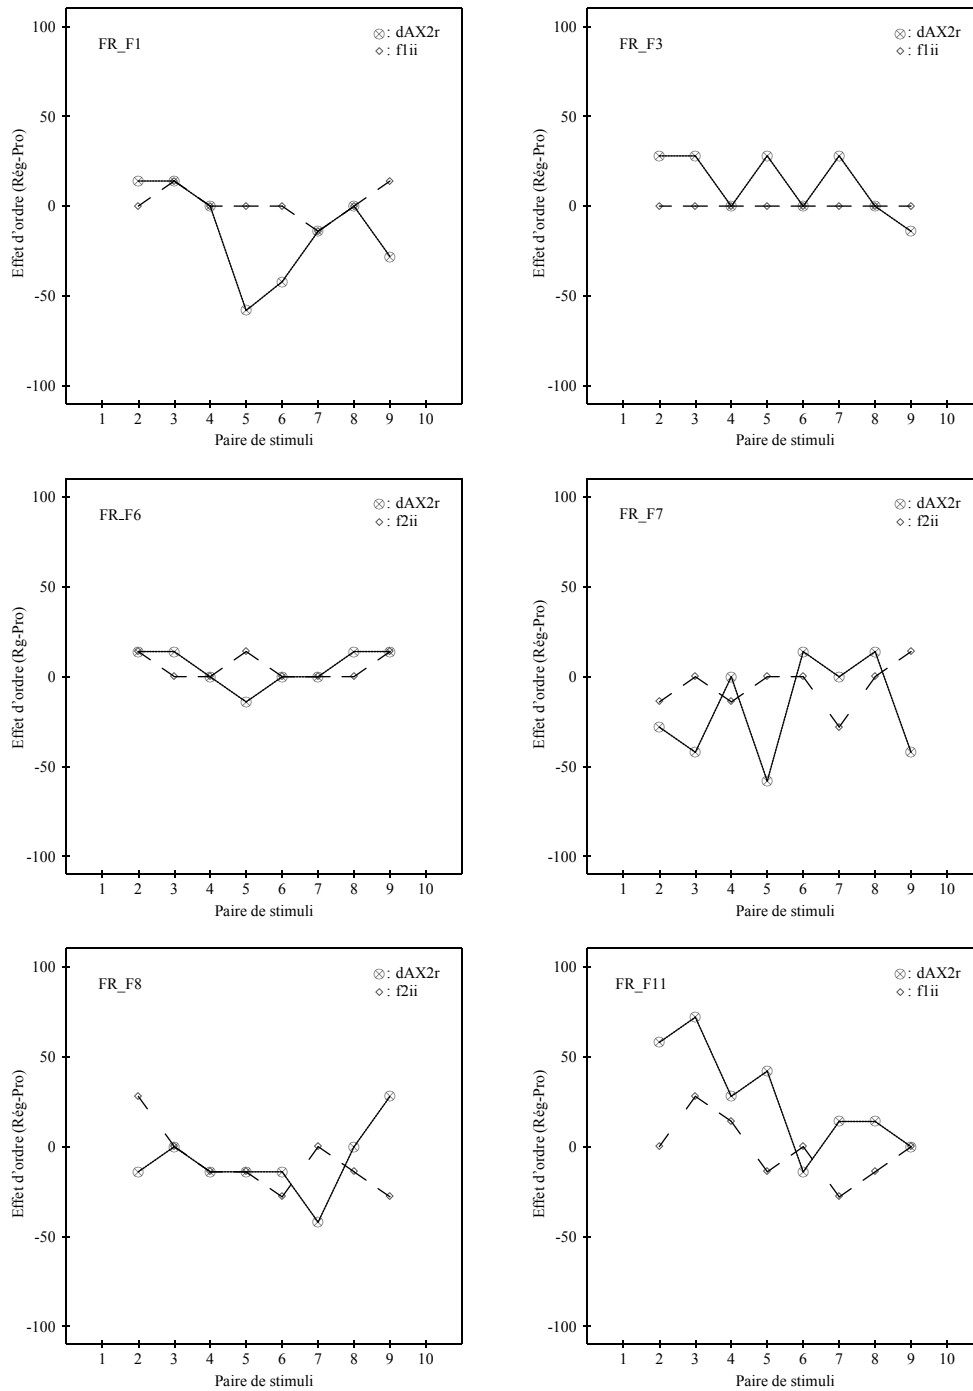 FR_F1
: dAX2r
: f1ii
100
50
0
-50
-100
Effet d'ordre (Rég-Pro)
1 2 3 4 5 6 7 8 9 10
Paire de stimuli
FR_F3
: dAX2r
: f1ii
100
50
0
-50
-100
Effet d'ordre (Rég-Pro)
1 2 3 4 5 6 7 8 9 10
Paire de stimuli
FR_F6
: dAX2r
: f2ii
100
50
0
-50
-100
Effet d'ordre (Rg-Pro)
1 2 3 4 5 6 7 8 9 10
Paire de stimuli
FR_F7
: dAX2r
: f2ii
100
50
0
-50
-100
Effet d'ordre (Rég-Pro)
1 2 3 4 5 6 7 8 9 10
Paire de stimuli
FR_F8
: dAX2r
: f2ii
100
50
0
-50
-100
Effet d'ordre (Rég-Pro)
1 2 3 4 5 6 7 8 9 10
Paire de stimuli
FR_F11
: dAX2r
: f1ii
100
50
0
-50
-100
Effet d'ordre (Rég-Pro)
1 2 3 4 5 6 7 8 9 10
Paire de stimuli